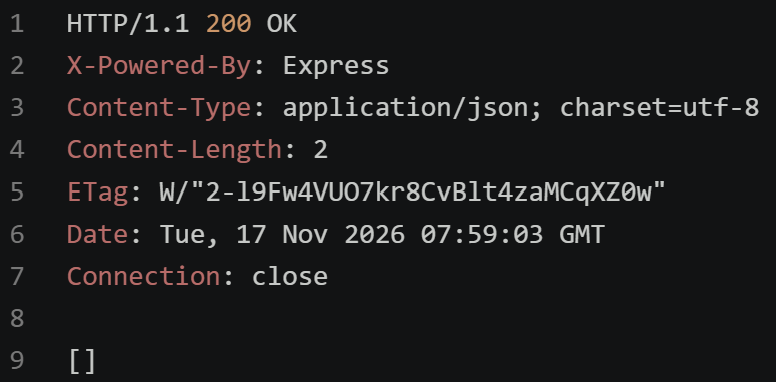 1 HTTP/1.1 200 OK
2 X-Powered-By: Express
3 Content-Type: application/json; charset=utf-8
4 Content-Length: 2
5 ETag: W/"2-l9Fw4VUO7kr8CvBlt4zaMCqXZ0w"
6 Date: Tue, 17 Nov 2026 07:59:03 GMT
7 Connection: close
8
9 []